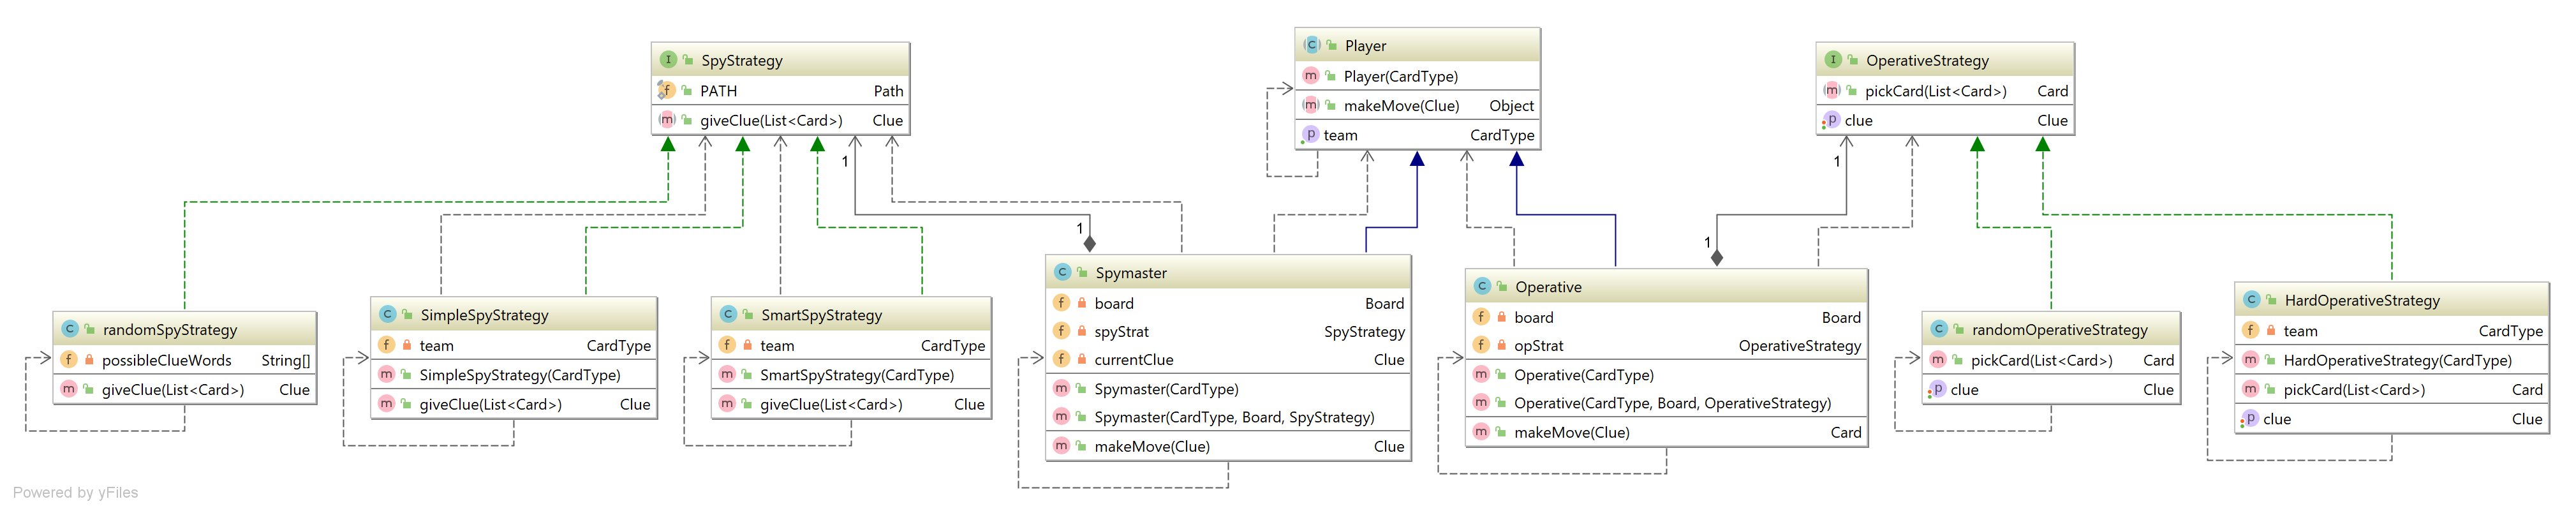 SpyStrategy
PATH Path
giveClue(List<Card>) Clue
Player
Player(CardType)
makeMove(Clue) Object
team CardType
OperativeStrategy
pickCard(List<Card>) Card
clue Clue
1
1
1
1
randomSpyStrategy
possibleClueWords String[]
giveClue(List<Card>) Clue
SimpleSpyStrategy
team CardType
SimpleSpyStrategy(CardType)
giveClue(List<Card>) Clue
SmartSpyStrategy
team CardType
SmartSpyStrategy(CardType)
giveClue(List<Card>) Clue
Spymaster
board Board
spyStrat SpyStrategy
currentClue Clue
Spymaster(CardType)
Spymaster(CardType, Board, SpyStrategy)
makeMove(Clue) Clue
Operative
board Board
opStrat OperativeStrategy
Operative(CardType)
Operative(CardType, Board, OperativeStrategy)
makeMove(Clue) Card
randomOperativeStrategy
pickCard(List<Card>) Card
clue Clue
HardOperativeStrategy
team CardType
HardOperativeStrategy(CardType)
pickCard(List<Card>) Card
clue Clue
Powered by yFiles